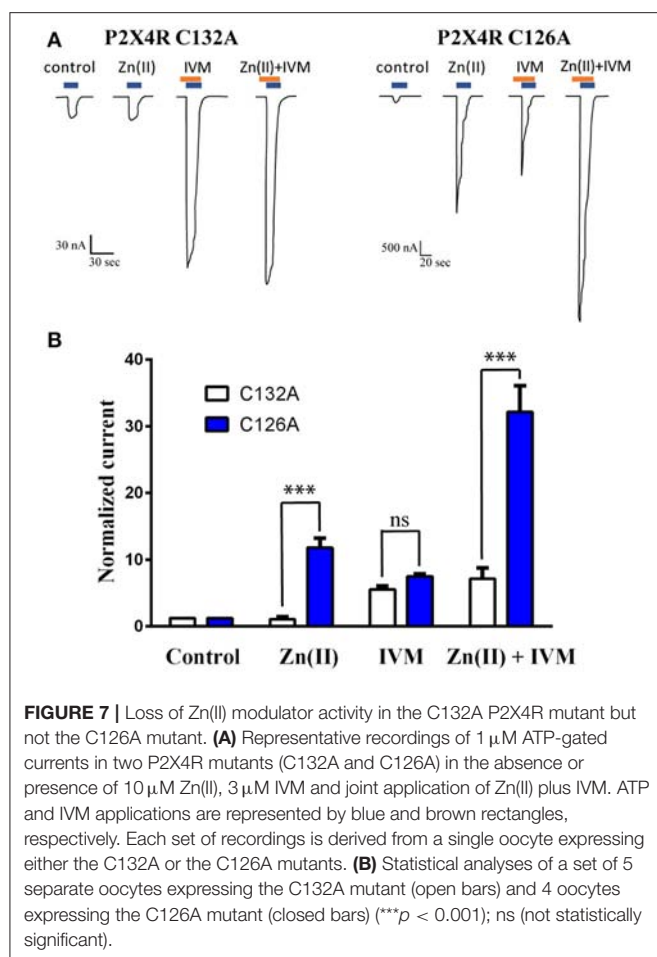 A P2X4R C132A P2X4R C126A
control Zn(II) IVM Zn(II)+IVM control Zn(II) IVM Zn(II)+IVM
30 nA
30 sec
500 nA
20 sec
B
40
30
20
10
0
Normalized current
C132A
C126A
***
ns
***
Control Zn(II) IVM Zn(II) + IVM
FIGURE 7 | Loss of Zn(II) modulator activity in the C132A P2X4R mutant but
not the C126A mutant. (A) Representative recordings of 1 μM ATP-gated
currents in two P2X4R mutants (C132A and C126A) in the absence or
presence of 10 μM Zn(II), 3 μM IVM and joint application of Zn(II) plus IVM. ATP
and IVM applications are represented by blue and brown rectangles,
respectively. Each set of recordings is derived from a single oocyte expressing
either the C132A or the C126A mutants. (B) Statistical analyses of a set of 5
separate oocytes expressing the C132A mutant (open bars) and 4 oocytes
expressing the C126A mutant (closed bars) (***p < 0.001); ns (not statistically
significant).